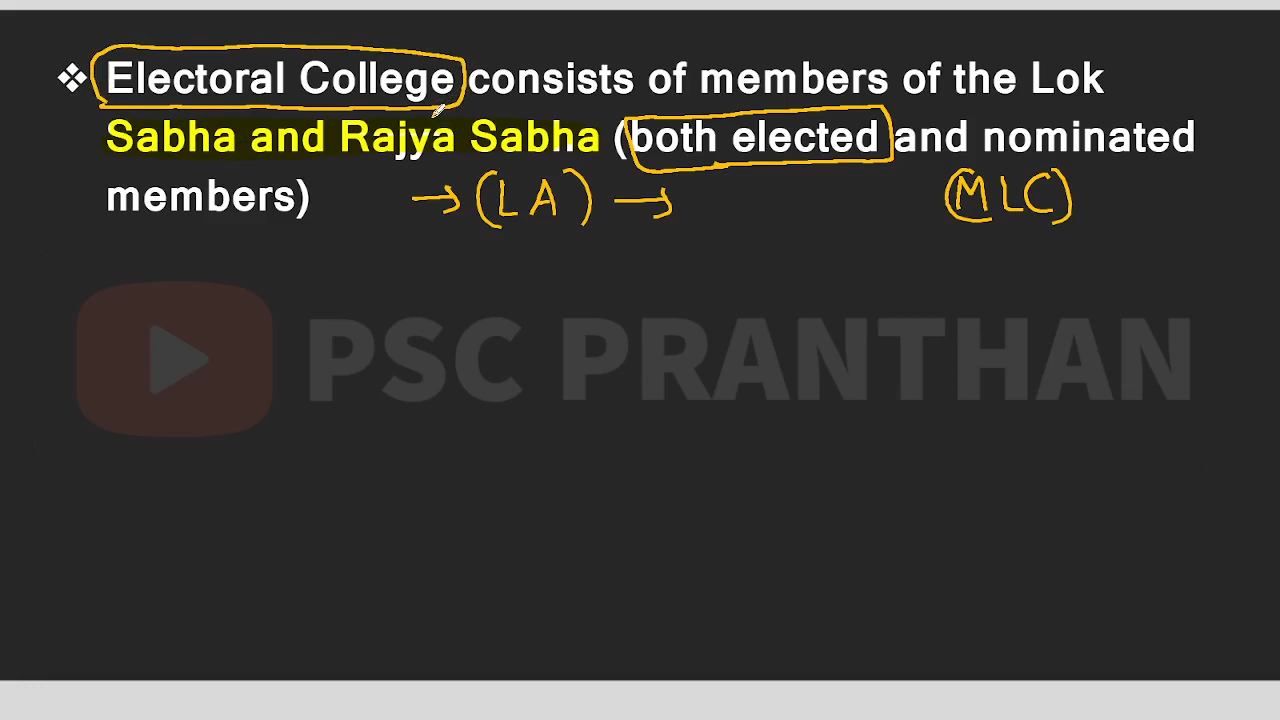 ❖ Electoral College consists of members of the Lok
Sabha and Rajya Sabha (both elected and nominated
members) → (LA) → (MLC)
PSC PRANTHAN